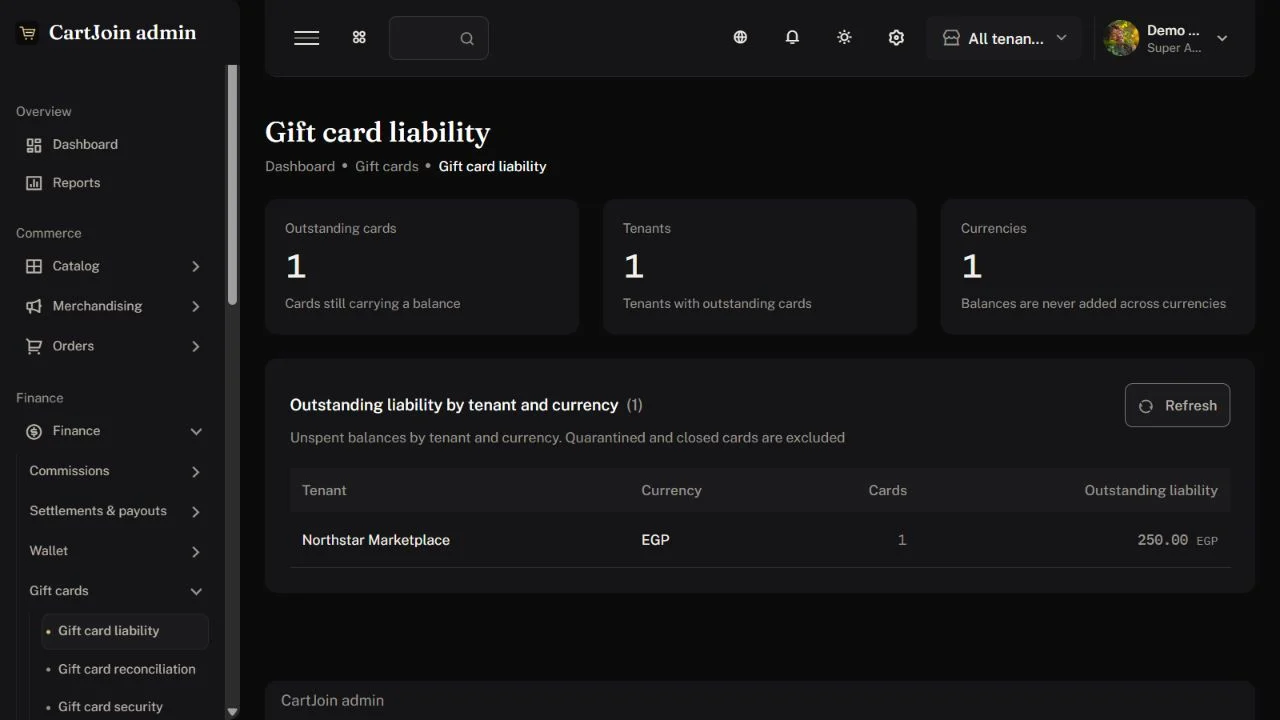 CartJoin admin
All tenan...
Demo ...
Super A...
Overview
Dashboard
Reports
Commerce
Catalog
Merchandising
Orders
Finance
Finance
Commissions
Settlements & payouts
Wallet
Gift cards
Gift card liability
Gift card reconciliation
Gift card security
Gift card liability
Dashboard • Gift cards • Gift card liability
Outstanding cards
1
Cards still carrying a balance
Tenants
1
Tenants with outstanding cards
Currencies
1
Balances are never added across currencies
Outstanding liability by tenant and currency (1)
Refresh
Unspent balances by tenant and currency. Quarantined and closed cards are excluded
Tenant Currency Cards Outstanding liability
Northstar Marketplace EGP 1 250.00 EGP
CartJoin admin